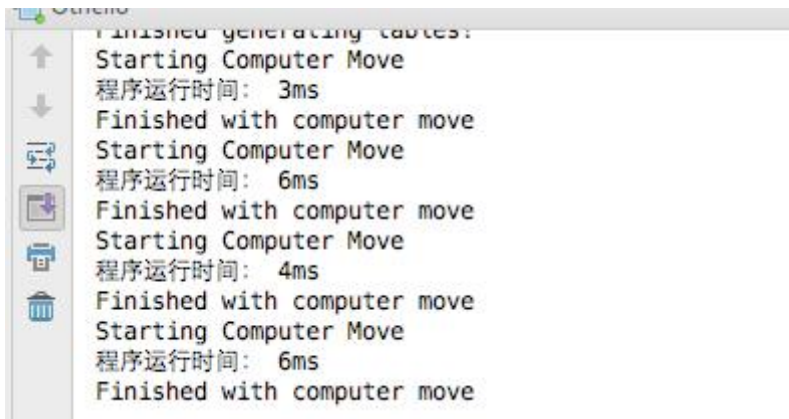 Othello
Finished generating tables!
Starting Computer Move
程序运行时间： 3ms
Finished with computer move
Starting Computer Move
程序运行时间： 6ms
Finished with computer move
Starting Computer Move
程序运行时间： 4ms
Finished with computer move
Starting Computer Move
程序运行时间： 6ms
Finished with computer move